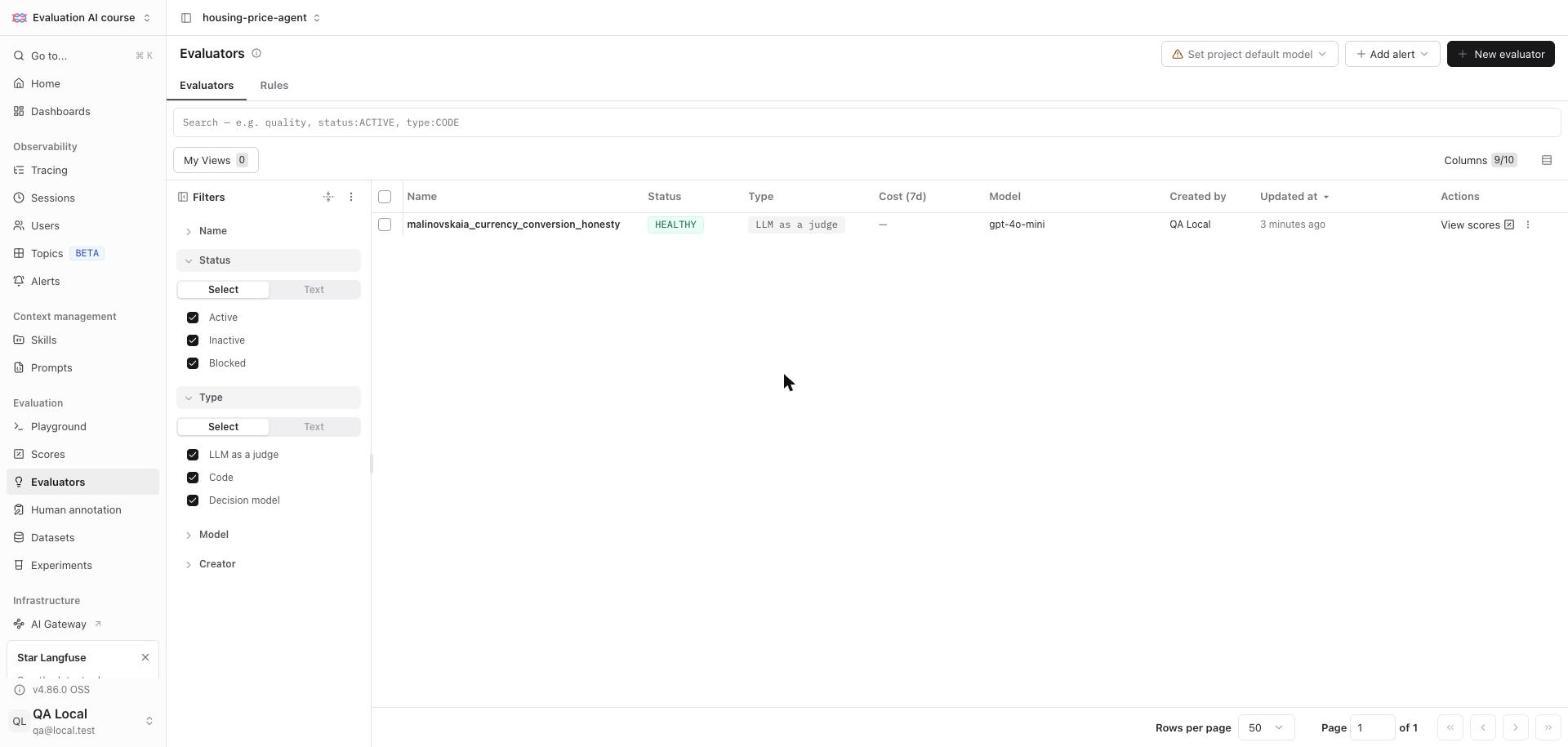 Evaluation AI course
housing-price-agent
Go to...
⌘ K
Home
Dashboards
Observability
Tracing
Sessions
Users
Topics BETA
Alerts
Context management
Skills
Prompts
Evaluation
Playground
Scores
Evaluators
Human annotation
Datasets
Experiments
Infrastructure
AI Gateway
Star Langfuse
v4.86.0 OSS
QL
QA Local
qa@local.test
Evaluators
Set project default model
Add alert
New evaluator
Evaluators
Rules
Search — e.g. quality, status:ACTIVE, type:CODE
My Views 0
Columns 9/10
Filters
Name
Status
Select Text
Active
Inactive
Blocked
Type
Select Text
LLM as a judge
Code
Decision model
Model
Creator
Name Status Type Cost (7d) Model Created by Updated at Actions
malinovskaia_currency_conversion_honesty HEALTHY LLM as a judge — gpt-4o-mini QA Local 3 minutes ago View scores
Rows per page 50 Page 1 of 1